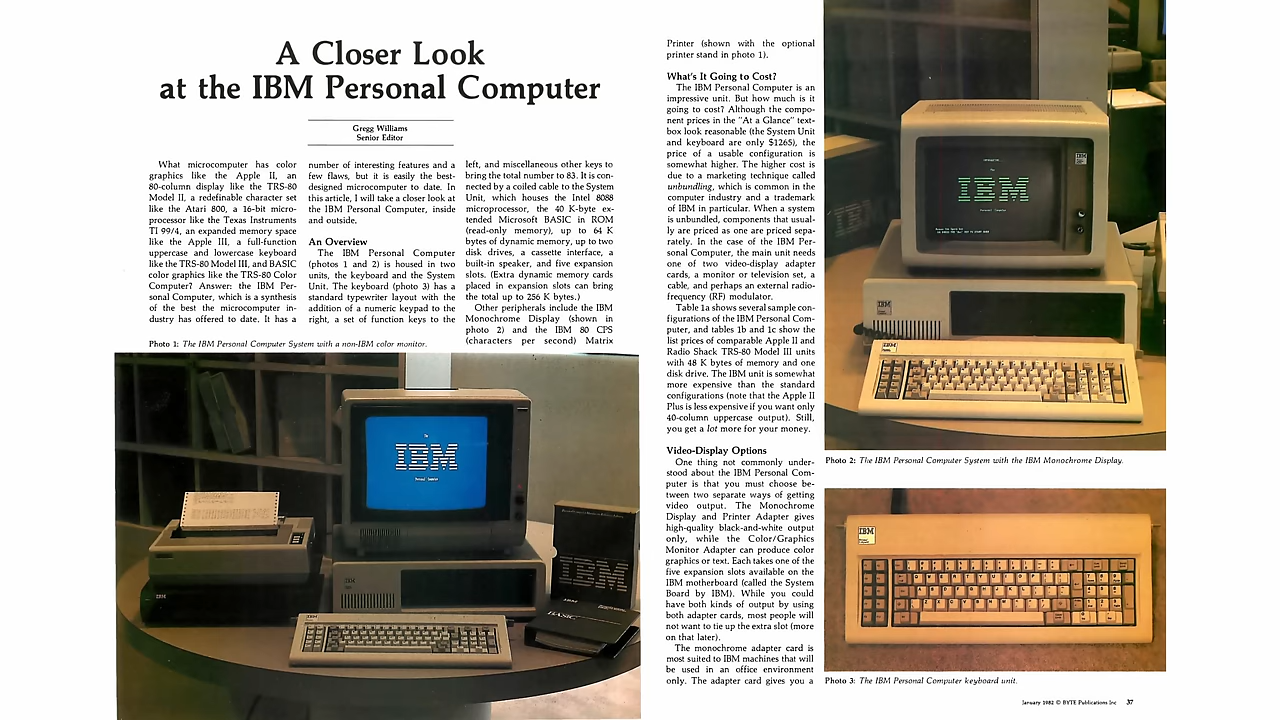 A Closer Look
at the IBM Personal Computer
Gregg Williams
Senior Editor
What microcomputer has color
graphics like the Apple II, an
80-column display like the TRS-80
Model II, a redefinable character set
like the Atari 800, a 16-bit micro-
processor like the Texas Instruments
TI 99/4, an expanded memory space
like the Apple III, a full-function
uppercase and lowercase keyboard
like the TRS-80 Model III, and BASIC
color graphics like the TRS-80 Color
Computer? Answer: the IBM Per-
sonal Computer, which is a synthesis
of the best the microcomputer in-
dustry has offered to date. It has a
number of interesting features and a
few flaws, but it is easily the best-
designed microcomputer to date. In
this article, I will take a closer look at
the IBM Personal Computer, inside
and outside.
An Overview
The IBM Personal Computer
(photos 1 and 2) is housed in two
units, the keyboard and the System
Unit. The keyboard (photo 3) has a
standard typewriter layout with the
addition of a numeric keypad to the
right, a set of function keys to the
left, and miscellaneous other keys to
bring the total number to 83. It is con-
nected by a coiled cable to the System
Unit, which houses the Intel 8088
microprocessor, the 40 K-byte ex-
tended Microsoft BASIC in ROM
(read-only memory), up to 64 K
bytes of dynamic memory, up to two
disk drives, a cassette interface, a
built-in speaker, and five expansion
slots. (Extra dynamic memory cards
placed in expansion slots can bring
the total up to 256 K bytes.)
Other peripherals include the IBM
Monochrome Display (shown in
photo 2) and the IBM 80 CPS
(characters per second) Matrix
Photo 1: The IBM Personal Computer System with a non-IBM color monitor.
IBM
Personal Computer
IBM
BASIC
IBM
Printer (shown with the optional
printer stand in photo 1).
What's It Going to Cost?
The IBM Personal Computer is an
impressive unit. But how much is it
going to cost? Although the compo-
nent prices in the "At a Glance" text-
box look reasonable (the System Unit
and keyboard are only $1265), the
price of a usable configuration is
somewhat higher. The higher cost is
due to a marketing technique called
unbundling, which is common in the
computer industry and a trademark
of IBM in particular. When a system
is unbundled, components that usual-
ly are priced as one are priced sepa-
rately. In the case of the IBM Per-
sonal Computer, the main unit needs
one of two video-display adapter
cards, a monitor or television set, a
cable, and perhaps an external radio-
frequency (RF) modulator.
Table 1a shows several sample con-
figurations of the IBM Personal Com-
puter, and tables 1b and 1c show the
list prices of comparable Apple II and
Radio Shack TRS-80 Model III units
with 48 K bytes of memory and one
disk drive. The IBM unit is somewhat
more expensive than the standard
configurations (note that the Apple II
Plus is less expensive if you want only
40-column uppercase output). Still,
you get a lot more for your money.
Video-Display Options
One thing not commonly under-
stood about the IBM Personal Com-
puter is that you must choose be-
tween two separate ways of getting
video output. The Monochrome
Display and Printer Adapter gives
high-quality black-and-white output
only, while the Color/Graphics
Monitor Adapter can produce color
graphics or text. Each takes one of the
five expansion slots available on the
IBM motherboard (called the System
Board by IBM). While you could
have both kinds of output by using
both adapter cards, most people will
not want to tie up the extra slot (more
on that later).
The monochrome adapter card is
most suited to IBM machines that will
be used in an office environment
only. The adapter card gives you a
IBM
Personal Computer
IBM
IBM
Photo 2: The IBM Personal Computer System with the IBM Monochrome Display.
IBM
Photo 3: The IBM Personal Computer keyboard unit.
January 1982 © BYTE Publications Inc 37